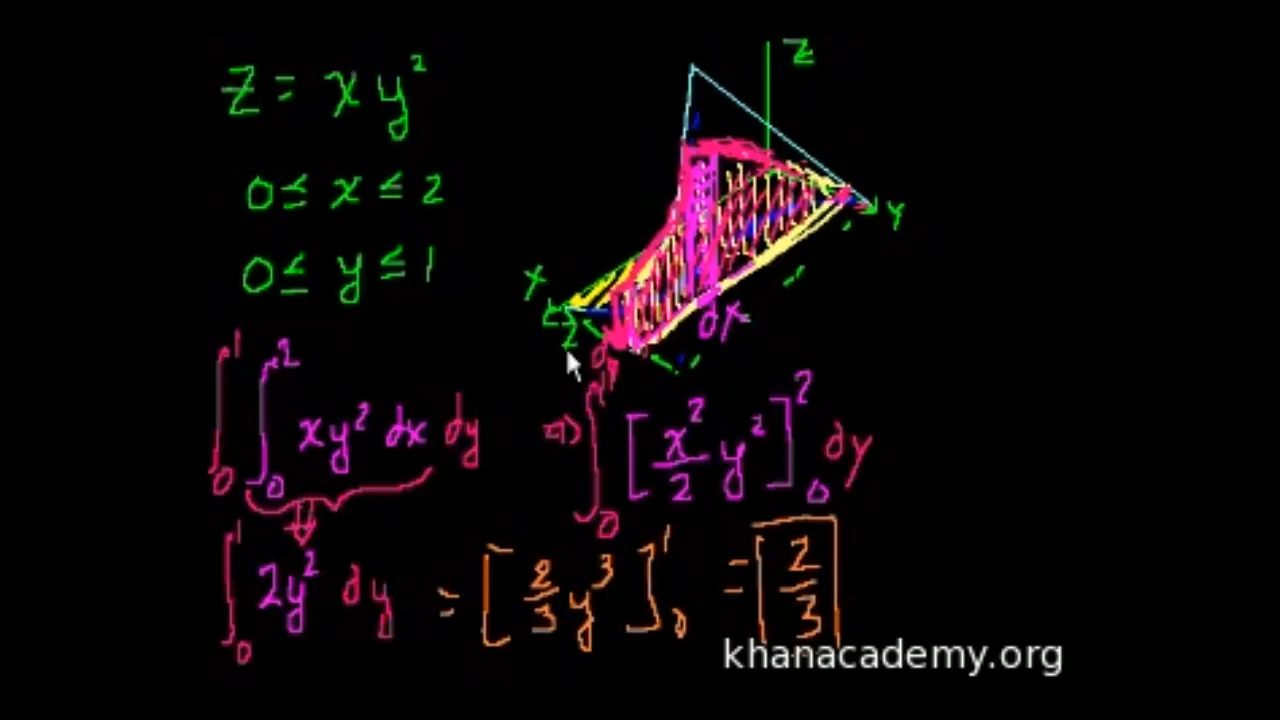 z = xy²
0 ≤ x ≤ 2
0 ≤ y ≤ 1
z
y
x
2
dx
∫₀¹ ∫₀² xy² dx dy ⇒ ∫₀¹ [x²/2 y²]₀² dy
∫₀¹ 2y² dy = [2/3 y³]₀¹ = 2/3
khanacademy.org